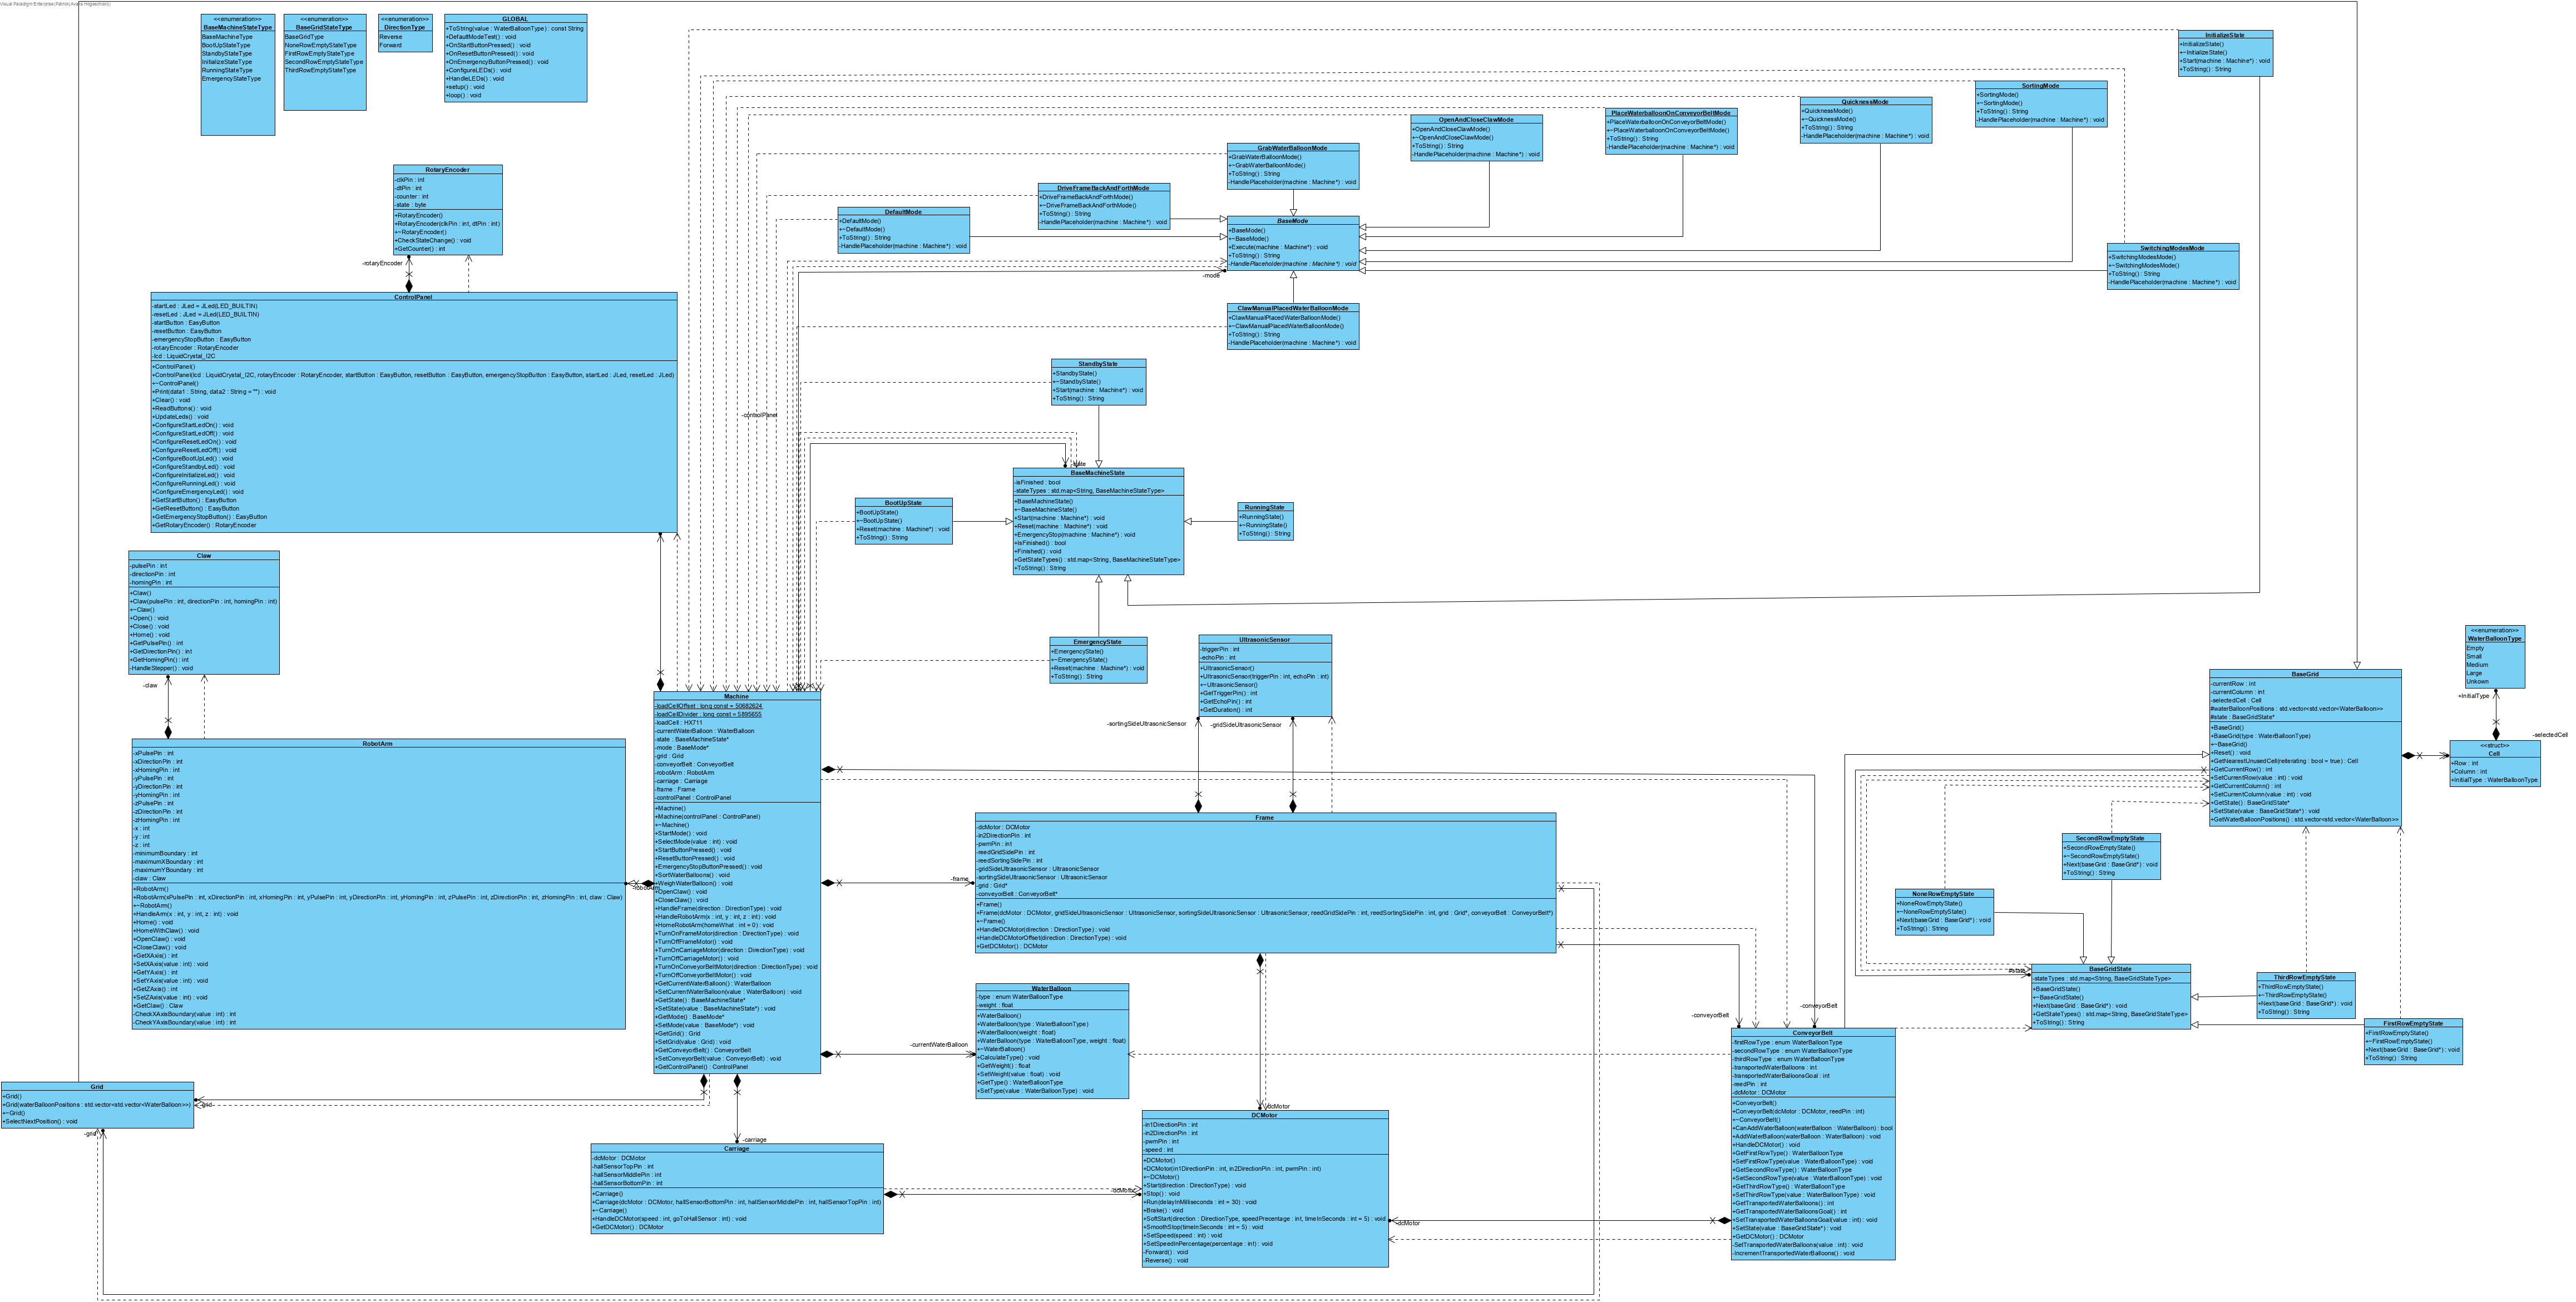 Visual Paradigm Enterprise
<<enumeration>>
BaseMachineStateType
BaseMachineType
BootUpStateType
StandbyStateType
InitializeStateType
RunningStateType
EmergencyStateType
<<enumeration>>
BaseGridStateType
BaseGridType
NoneRowEmptyStateType
FirstRowEmptyStateType
SecondRowEmptyStateType
ThirdRowEmptyStateType
<<enumeration>>
DirectionType
Reverse
Forward
GLOBAL
+ToString(value : WaterBalloonType) : const String
+DefaultModeTest() : void
+OnStartButtonPressed() : void
+OnResetButtonPressed() : void
+OnEmergencyButtonPressed() : void
+ConfigureLEDs() : void
+HandleLEDs() : void
+setup() : void
+loop() : void
InitializeState
+InitializeState()
+~InitializeState()
+Start(machine : Machine*) : void
+ToString() : String
SortingMode
+SortingMode()
+~SortingMode()
+ToString() : String
-HandlePlaceholder(machine : Machine*) : void
QuicknessMode
+QuicknessMode()
+~QuicknessMode()
+ToString() : String
-HandlePlaceholder(machine : Machine*) : void
PlaceWaterballoonOnConveyorBeltMode
+PlaceWaterballoonOnConveyorBeltMode()
+~PlaceWaterballoonOnConveyorBeltMode()
+ToString() : String
-HandlePlaceholder(machine : Machine*) : void
OpenAndCloseClawMode
+OpenAndCloseClawMode()
+~OpenAndCloseClawMode()
+ToString() : String
-HandlePlaceholder(machine : Machine*) : void
GrabWaterBalloonMode
+GrabWaterBalloonMode()
+~GrabWaterBalloonMode()
+ToString() : String
-HandlePlaceholder(machine : Machine*) : void
DriveFrameBackAndForthMode
+DriveFrameBackAndForthMode()
+~DriveFrameBackAndForthMode()
+ToString() : String
-HandlePlaceholder(machine : Machine*) : void
DefaultMode
+DefaultMode()
+~DefaultMode()
+ToString() : String
-HandlePlaceholder(machine : Machine*) : void
BaseMode
+BaseMode()
+~BaseMode()
+Execute(machine : Machine*) : void
+ToString() : String
-HandlePlaceholder(machine : Machine*) : void
-mode
SwitchingModesMode
+SwitchingModesMode()
+~SwitchingModesMode()
+ToString() : String
-HandlePlaceholder(machine : Machine*) : void
ClawManualPlacedWaterBalloonMode
+ClawManualPlacedWaterBalloonMode()
+~ClawManualPlacedWaterBalloonMode()
+ToString() : String
-HandlePlaceholder(machine : Machine*) : void
RotaryEncoder
-clkPin : int
-dtPin : int
-counter : int
-state : byte
+RotaryEncoder()
+RotaryEncoder(clkPin : int, dtPin : int)
+~RotaryEncoder()
+CheckStateChange() : void
+GetCounter() : int
-rotaryEncoder
ControlPanel
-startLed : JLed = JLed(LED_BUILTIN)
-resetLed : JLed = JLed(LED_BUILTIN)
-startButton : EasyButton
-resetButton : EasyButton
-emergencyStopButton : EasyButton
-rotaryEncoder : RotaryEncoder
-lcd : LiquidCrystal_I2C
+ControlPanel()
+ControlPanel(lcd : LiquidCrystal_I2C, rotaryEncoder : RotaryEncoder, startButton : EasyButton, resetButton : EasyButton, emergencyStopButton : EasyButton, startLed : JLed, resetLed : JLed)
+~ControlPanel()
+Print(data1 : String, data2 : String = "") : void
+Clear() : void
+ReadButtons() : void
+UpdateLeds() : void
+ConfigureStartLedOn() : void
+ConfigureStartLedOff() : void
+ConfigureResetLedOn() : void
+ConfigureResetLedOff() : void
+ConfigureBootUpLed() : void
+ConfigureStandbyLed() : void
+ConfigureInitializeLed() : void
+ConfigureRunningLed() : void
+ConfigureEmergencyLed() : void
+GetStartButton() : EasyButton
+GetResetButton() : EasyButton
+GetEmergencyStopButton() : EasyButton
+GetRotaryEncoder() : RotaryEncoder
-controlPanel
StandbyState
+StandbyState()
+~StandbyState()
+Start(machine : Machine*) : void
+ToString() : String
BaseMachineState
-isFinished : bool
-stateTypes : std.map<String, BaseMachineStateType>
+BaseMachineState()
+~BaseMachineState()
+Start(machine : Machine*) : void
+Reset(machine : Machine*) : void
+EmergencyStop(machine : Machine*) : void
+IsFinished() : bool
+Finished() : void
+GetStateTypes() : std.map<String, BaseMachineStateType>
+ToString() : String
BootUpState
+BootUpState()
+~BootUpState()
+Reset(machine : Machine*) : void
+ToString() : String
RunningState
+RunningState()
+~RunningState()
+ToString() : String
EmergencyState
+EmergencyState()
+~EmergencyState()
+Reset(machine : Machine*) : void
+ToString() : String
Claw
-pulsePin : int
-directionPin : int
-homingPin : int
+Claw()
+Claw(pulsePin : int, directionPin : int, homingPin : int)
+~Claw()
+Open() : void
+Close() : void
+Home() : void
+GetPulsePin() : int
+GetDirectionPin() : int
+GetHomingPin() : int
-HandleStepper() : void
-claw
RobotArm
-xPulsePin : int
-xDirectionPin : int
-xHomingPin : int
-yPulsePin : int
-yDirectionPin : int
-yHomingPin : int
-zPulsePin : int
-zDirectionPin : int
-zHomingPin : int
-x : int
-y : int
-z : int
-minimumBoundary : int
-maximumXBoundary : int
-maximumYBoundary : int
-claw : Claw
+RobotArm()
+RobotArm(xPulsePin : int, xDirectionPin : int, xHomingPin : int, yPulsePin : int, yDirectionPin : int, yHomingPin : int, zPulsePin : int, zDirectionPin : int, zHomingPin : int, claw : Claw)
+~RobotArm()
+HandleArm(x : int, y : int, z : int) : void
+Home() : void
+HomeWithClaw() : void
+OpenClaw() : void
+CloseClaw() : void
+GetXAxis() : int
+SetXAxis(value : int) : void
+GetYAxis() : int
+SetYAxis(value : int) : void
+GetZAxis() : int
+SetZAxis(value : int) : void
+GetClaw() : Claw
-CheckXAxisBoundary(value : int) : int
-CheckYAxisBoundary(value : int) : int
Machine
-loadCellOffset : long const = 50682624
-loadCellDivider : long const = 5895655
-loadCell : HX711
-currentWaterBalloon : WaterBalloon
-state : BaseMachineState*
-mode : BaseMode*
-grid : Grid
-conveyorBelt : ConveyorBelt
-robotArm : RobotArm
-carriage : Carriage
-frame : Frame
-controlPanel : ControlPanel
+Machine()
+Machine(controlPanel : ControlPanel)
+~Machine()
+StartMode() : void
+SelectMode(value : int) : void
+StartButtonPressed() : void
+ResetButtonPressed() : void
+EmergencyStopButtonPressed() : void
+SortWaterBalloons() : void
+WeighWaterBalloon() : void
+OpenClaw() : void
+CloseClaw() : void
+HandleFrame(direction : DirectionType) : void
+HandleRobotArm(x : int, y : int, z : int) : void
+HomeRobotArm(homeWhat : int = 0) : void
+TurnOnFrameMotor(direction : DirectionType) : void
+TurnOffFrameMotor() : void
+TurnOnCarriageMotor(direction : DirectionType) : void
+TurnOffCarriageMotor() : void
+TurnOnConveyorBeltMotor(direction : DirectionType) : void
+TurnOffConveyorBeltMotor() : void
+GetCurrentWaterBalloon() : WaterBalloon
+SetCurrentWaterBalloon(value : WaterBalloon) : void
+GetState() : BaseMachineState*
+SetState(value : BaseMachineState*) : void
+GetMode() : BaseMode*
+SetMode(value : BaseMode*) : void
+GetGrid() : Grid
+SetGrid(value : Grid) : void
+GetConveyorBelt() : ConveyorBelt
+SetConveyorBelt(value : ConveyorBelt) : void
+GetControlPanel() : ControlPanel
UltrasonicSensor
-triggerPin : int
-echoPin : int
+UltrasonicSensor()
+UltrasonicSensor(triggerPin : int, echoPin : int)
+~UltrasonicSensor()
+GetTriggerPin() : int
+GetEchoPin() : int
+GetDuration() : int
-sortingSideUltrasonicSensor
-gridSideUltrasonicSensor
Frame
-dcMotor : DCMotor
-in2DirectionPin : int
-pwmPin : int
-reedGridSidePin : int
-reedSortingSidePin : int
-gridSideUltrasonicSensor : UltrasonicSensor
-sortingSideUltrasonicSensor : UltrasonicSensor
-grid : Grid*
-conveyorBelt : ConveyorBelt*
+Frame()
+Frame(dcMotor : DCMotor, gridSideUltrasonicSensor : UltrasonicSensor, sortingSideUltrasonicSensor : UltrasonicSensor, reedGridSidePin : int, reedSortingSidePin : int, grid : Grid*, conveyorBelt : ConveyorBelt*)
+~Frame()
+HandleDCMotor(direction : DirectionType) : void
+HandleDCMotorOffset(direction : DirectionType) : void
+GetDCMotor() : DCMotor
-frame
WaterBalloon
-type : enum WaterBalloonType
-weight : float
+WaterBalloon()
+WaterBalloon(type : WaterBalloonType)
+WaterBalloon(weight : float)
+WaterBalloon(type : WaterBalloonType, weight : float)
+~WaterBalloon()
+CalculateType() : void
+GetWeight() : float
+SetWeight(value : float) : void
+GetType() : WaterBalloonType
+SetType(value : WaterBalloonType) : void
-currentWaterBalloon
Grid
+Grid()
+Grid(waterBalloonPositions : std.vector<std.vector<WaterBalloon>>)
+~Grid()
+SelectNextPosition() : void
-grid
-grid
-carriage
Carriage
-dcMotor : DCMotor
-hallSensorTopPin : int
-hallSensorMiddlePin : int
-hallSensorBottomPin : int
+Carriage()
+Carriage(dcMotor : DCMotor, hallSensorBottomPin : int, hallSensorMiddlePin : int, hallSensorTopPin : int)
+~Carriage()
+HandleDCMotor(speed : int, goToHallSensor : int) : void
+GetDCMotor() : DCMotor
-dcMotor
-dcMotor
DCMotor
-in1DirectionPin : int
-in2DirectionPin : int
-pwmPin : int
-speed : int
+DCMotor()
+DCMotor(in1DirectionPin : int, in2DirectionPin : int, pwmPin : int)
+~DCMotor()
+Start(direction : DirectionType) : void
+Stop() : void
+Run(delayInMilliseconds : int = 30) : void
+Brake() : void
+SoftStart(direction : DirectionType, speedPrecentage : int, timeInSeconds : int = 5) : void
+SmoothStop(timeInSeconds : int = 5) : void
+SetSpeed(speed : int) : void
+SetSpeedInPercentage(percentage : int) : void
-Forward() : void
-Reverse() : void
-dcMotor
-conveyorBelt
-conveyorBelt
ConveyorBelt
-firstRowType : enum WaterBalloonType
-secondRowType : enum WaterBalloonType
-thirdRowType : enum WaterBalloonType
-transportedWaterBalloons : int
-transportedWaterBalloonsGoal : int
-reedPin : int
-dcMotor : DCMotor
+ConveyorBelt()
+ConveyorBelt(dcMotor : DCMotor, reedPin : int)
+~ConveyorBelt()
+CanAddWaterBalloon(waterBalloon : WaterBalloon) : bool
+AddWaterBalloon(waterBalloon : WaterBalloon) : void
+HandleDCMotor() : void
+GetFirstRowType() : WaterBalloonType
+SetFirstRowType(value : WaterBalloonType) : void
+GetSecondRowType() : WaterBalloonType
+SetSecondRowType(value : WaterBalloonType) : void
+GetThirdRowType() : WaterBalloonType
+SetThirdRowType(value : WaterBalloonType) : void
+GetTransportedWaterBalloons() : int
+GetTransportedWaterBalloonsGoal() : int
+SetTransportedWaterBalloonsGoal(value : int) : void
+SetState(value : BaseGridState*) : void
+GetDCMotor() : DCMotor
-SetTransportedWaterBalloons(value : int) : void
-IncrementTransportedWaterBalloons() : void
<<enumeration>>
WaterBalloonType
Empty
Small
Medium
Large
Unkown
+InitialType
BaseGrid
-currentRow : int
-currentColumn : int
-selectedCell : Cell
#waterBalloonPositions : std.vector<std.vector<WaterBalloon>>
#state : BaseGridState*
+BaseGrid()
+BaseGrid(type : WaterBalloonType)
+~BaseGrid()
+Reset() : void
+GetNearestUnusedCell(reiterating : bool = true) : Cell
+GetCurrentRow() : int
+SetCurrentRow(value : int) : void
+GetCurrentColumn() : int
+SetCurrentColumn(value : int) : void
+GetState() : BaseGridState*
+SetState(value : BaseGridState*) : void
+GetWaterBalloonPositions() : std.vector<std.vector<WaterBalloon>>
-selectedCell
<<struct>>
Cell
+Row : int
+Column : int
+InitialType : WaterBalloonType
SecondRowEmptyState
+SecondRowEmptyState()
+~SecondRowEmptyState()
+Next(baseGrid : BaseGrid*) : void
+ToString() : String
NoneRowEmptyState
+NoneRowEmptyState()
+~NoneRowEmptyState()
+Next(baseGrid : BaseGrid*) : void
+ToString() : String
#state
BaseGridState
-stateTypes : std.map<String, BaseGridStateType>
+BaseGridState()
+~BaseGridState()
+Next(baseGrid : BaseGrid*) : void
+GetStateTypes() : std.map<String, BaseGridStateType>
+ToString() : String
ThirdRowEmptyState
+ThirdRowEmptyState()
+~ThirdRowEmptyState()
+Next(baseGrid : BaseGrid*) : void
+ToString() : String
FirstRowEmptyState
+FirstRowEmptyState()
+~FirstRowEmptyState()
+Next(baseGrid : BaseGrid*) : void
+ToString() : String